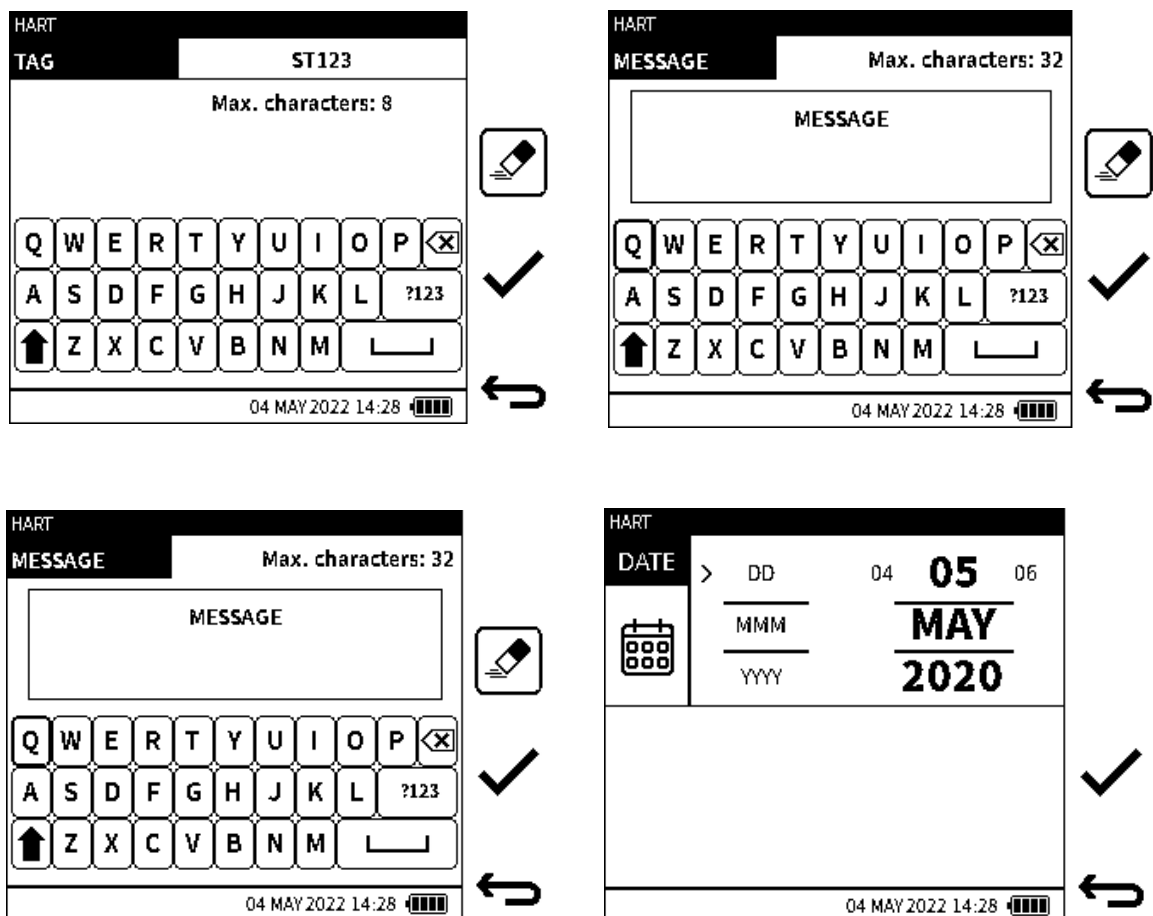 HART
TAG ST123
Max. characters: 8
Q W E R T Y U I O P
A S D F G H J K L ?123
Z X C V B N M
04 MAY 2022 14:28
HART
MESSAGE Max. characters: 32
MESSAGE
Q W E R T Y U I O P
A S D F G H J K L ?123
Z X C V B N M
04 MAY 2022 14:28
HART
MESSAGE Max. characters: 32
MESSAGE
Q W E R T Y U I O P
A S D F G H J K L ?123
Z X C V B N M
04 MAY 2022 14:28
HART
DATE > DD 04 05 06
MMM MAY
YYYY 2020
04 MAY 2022 14:28